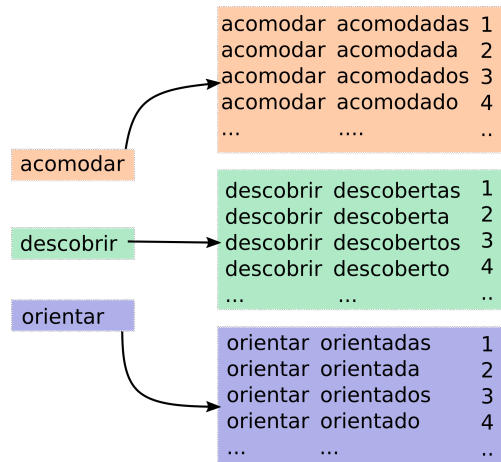 acomodar acomodadas 1
acomodar acomodada 2
acomodar acomodados 3
acomodar acomodado 4
... .... ..
acomodar
descobrir descobertas 1
descobrir descoberta 2
descobrir descobertos 3
descobrir descoberto 4
... ... ..
descobrir
orientar
orientar orientadas 1
orientar orientada 2
orientar orientados 3
orientar orientado 4
... ... ..